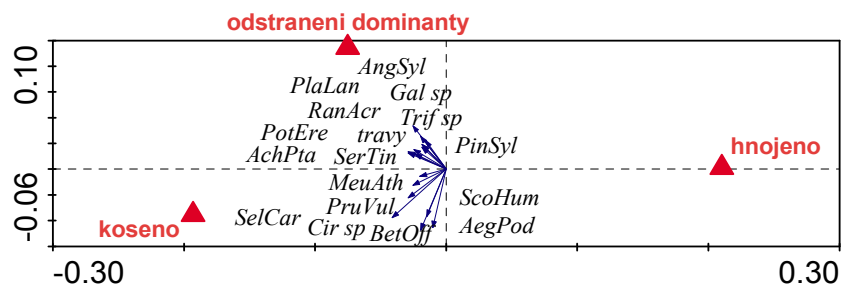 odstraneni dominanty
0.10
AngSyl
PlaLan
Gal sp
RanAcr
Trif sp
PotEre
travy
PinSyl
hnojeno
AchPta
SerTin
MeuAth
PruVul
ScoHum
SelCar
Cir sp
BetOff
AegPod
koseno
-0.06
-0.30
0.30